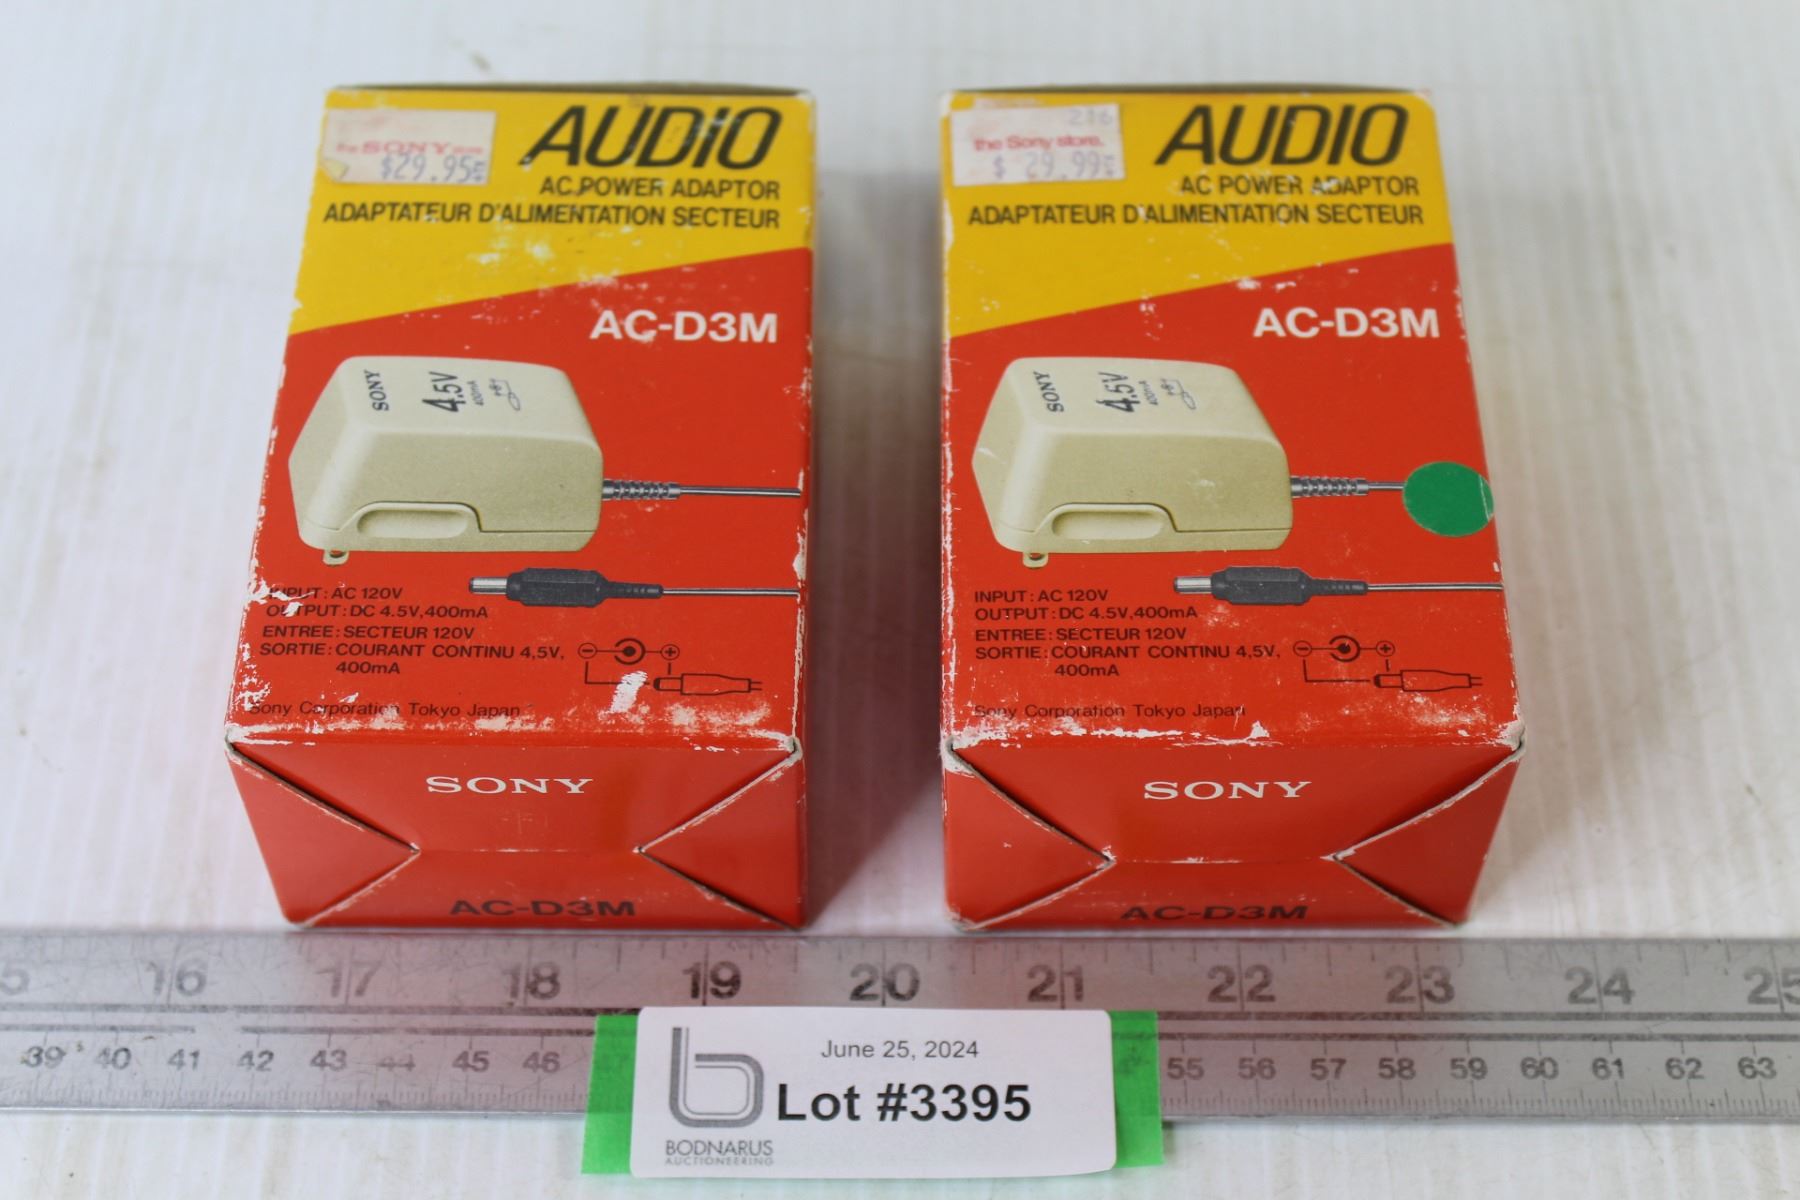 the SONY store
$29.95
AUDIO
AC POWER ADAPTOR
ADAPTATEUR D'ALIMENTATION SECTEUR
AC-D3M
SONY
4.5V
400mA
INPUT: AC 120V
OUTPUT: DC 4.5V,400mA
ENTREE: SECTEUR 120V
SORTIE: COURANT CONTINU 4,5V,
400mA
Sony Corporation Tokyo Japan
SONY
AC-D3M
216
the Sony store.
$ 29.99
AUDIO
AC POWER ADAPTOR
ADAPTATEUR D'ALIMENTATION SECTEUR
AC-D3M
SONY
4.5V
400mA
INPUT: AC 120V
OUTPUT: DC 4.5V,400mA
ENTREE: SECTEUR 120V
SORTIE: COURANT CONTINU 4,5V,
400mA
Sony Corporation Tokyo Japan
SONY
AC-D3M
5 16 17 18 19 20 21 22 23 24 25
39 40 41 42 43 44 45 46 55 56 57 58 59 60 61 62 63
June 25, 2024
Lot #3395
BODNARUS
AUCTIONEERING